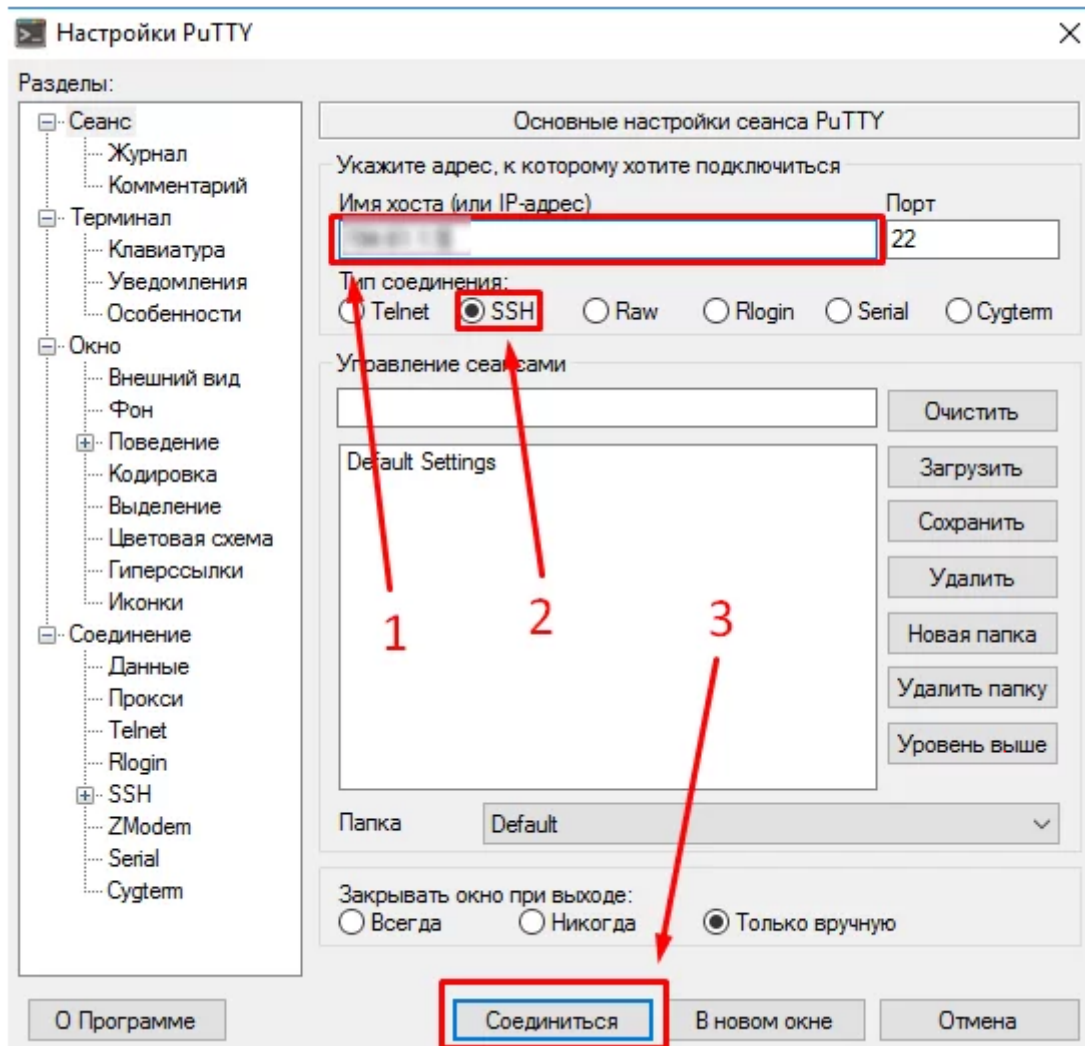 Настройки PuTTY
Разделы:
Сеанс
Журнал
Комментарий
Терминал
Клавиатура
Уведомления
Особенности
Окно
Внешний вид
Фон
Поведение
Кодировка
Выделение
Цветовая схема
Гиперссылки
Иконки
Соединение
Данные
Прокси
Telnet
Rlogin
SSH
ZModem
Serial
Cygterm
Основные настройки сеанса PuTTY
Укажите адрес, к которому хотите подключиться
Имя хоста (или IP-адрес) Порт
22
Тип соединения:
Telnet SSH Raw Rlogin Serial Cygterm
Управление сеансами
Очистить
Default Settings
Загрузить
Сохранить
Удалить
1 2 3
Новая папка
Удалить папку
Уровень выше
Папка Default
Закрывать окно при выходе:
Всегда Никогда Только вручную
О Программе Соединиться В новом окне Отмена